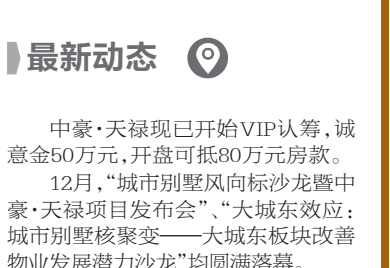 最新动态
中豪·天禄现已开始VIP认筹,诚
意金50万元,开盘可抵80万元房款。
12月,“城市别墅风向标沙龙暨中
豪·天禄项目发布会”、“大城东效应：
城市别墅核聚变——大城东板块改善
物业发展潜力沙龙”均圆满落幕。